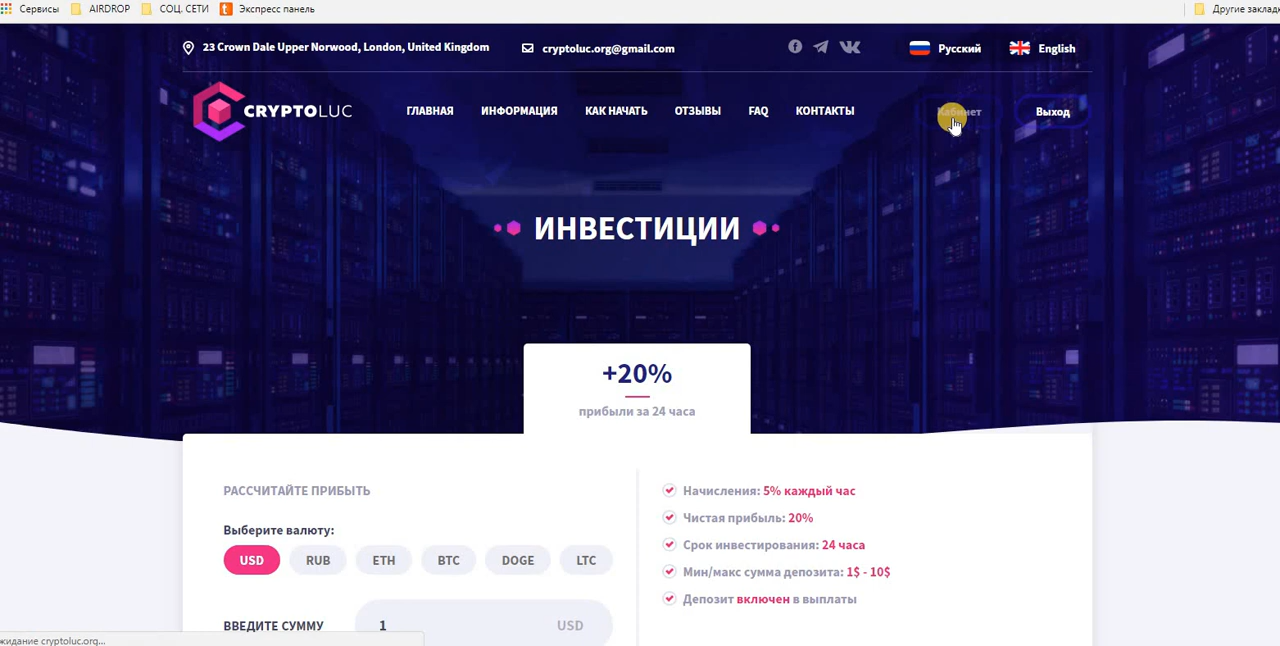 Сервисы AIRDROP СОЦ. СЕТИ Экспресс панель
23 Crown Dale Upper Norwood, London, United Kingdom cryptoluc.org@gmail.com Русский English
CRYPTOLUC ГЛАВНАЯ ИНФОРМАЦИЯ КАК НАЧАТЬ ОТЗЫВЫ FAQ КОНТАКТЫ Кабинет Выход
ИНВЕСТИЦИИ
+20%
прибыли за 24 часа
РАССЧИТАЙТЕ ПРИБЫТЬ
Выберите валюту:
USD RUB ETH BTC DOGE LTC
ВВЕДИТЕ СУММУ 1 USD
Начисления: 5% каждый час
Чистая прибыль: 20%
Срок инвестирования: 24 часа
Мин/макс сумма депозита: 1$ - 10$
Депозит включен в выплаты
cryptoluc.org...